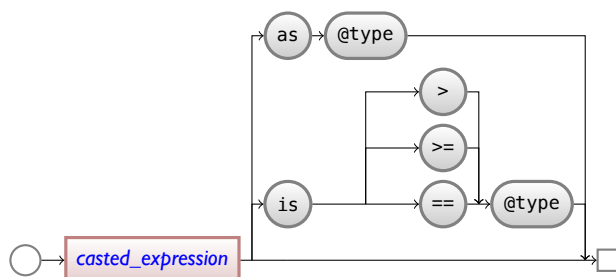 as @type
>
>=
is == @type
casted_expression